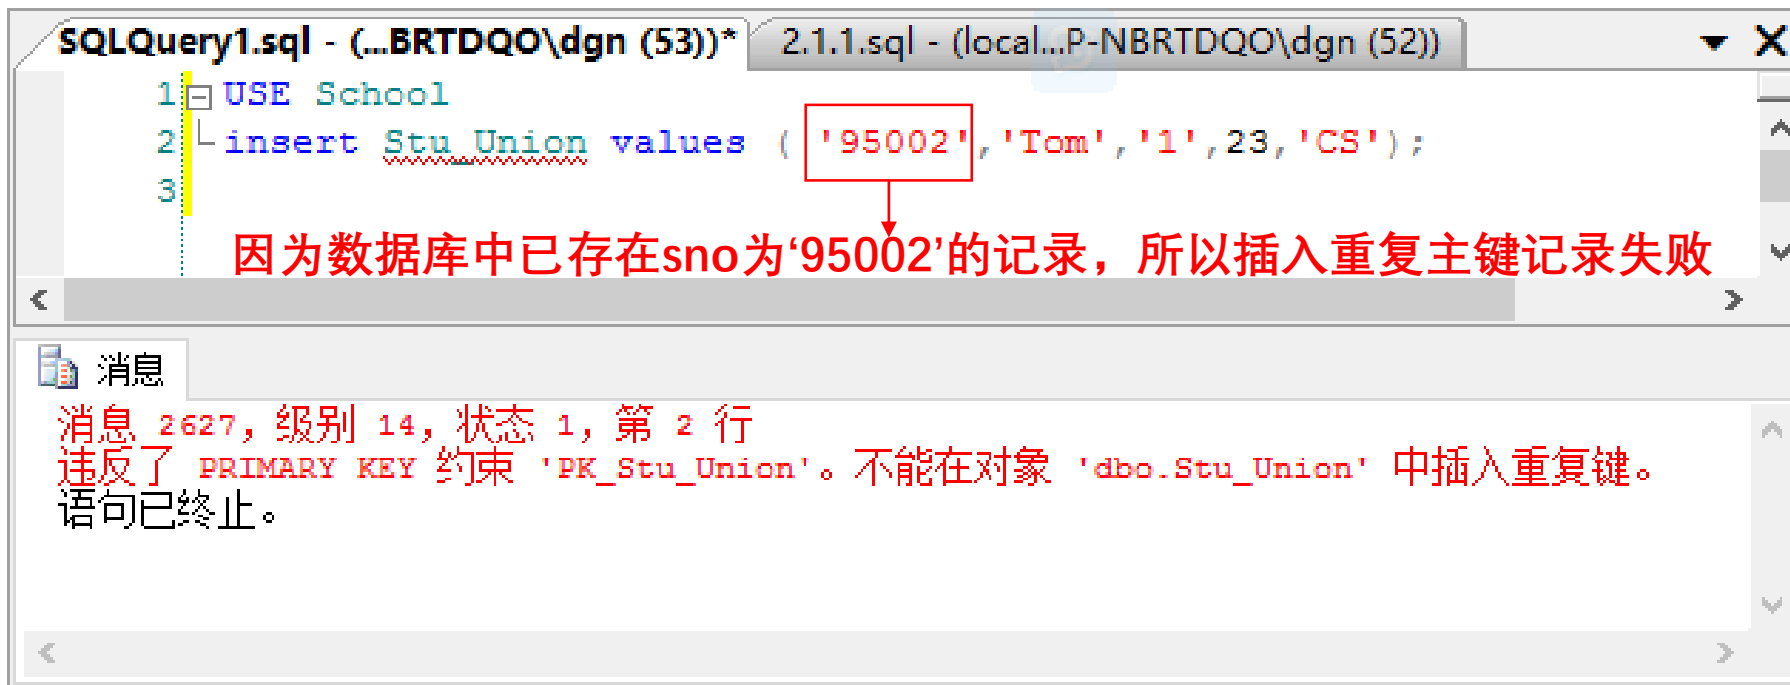 SQLQuery1.sql - (...BRTDQO\dgn (53))* 2.1.1.sql - (local...P-NBRTDQO\dgn (52))
1 USE School
2 insert Stu_Union values ( '95002','Tom','1',23,'CS');
3
因为数据库中已存在sno为‘95002’的记录，所以插入重复主键记录失败
消息
消息 2627，级别 14，状态 1，第 2 行
违反了 PRIMARY KEY 约束 'PK_Stu_Union'。不能在对象 'dbo.Stu_Union' 中插入重复键。
语句已终止。